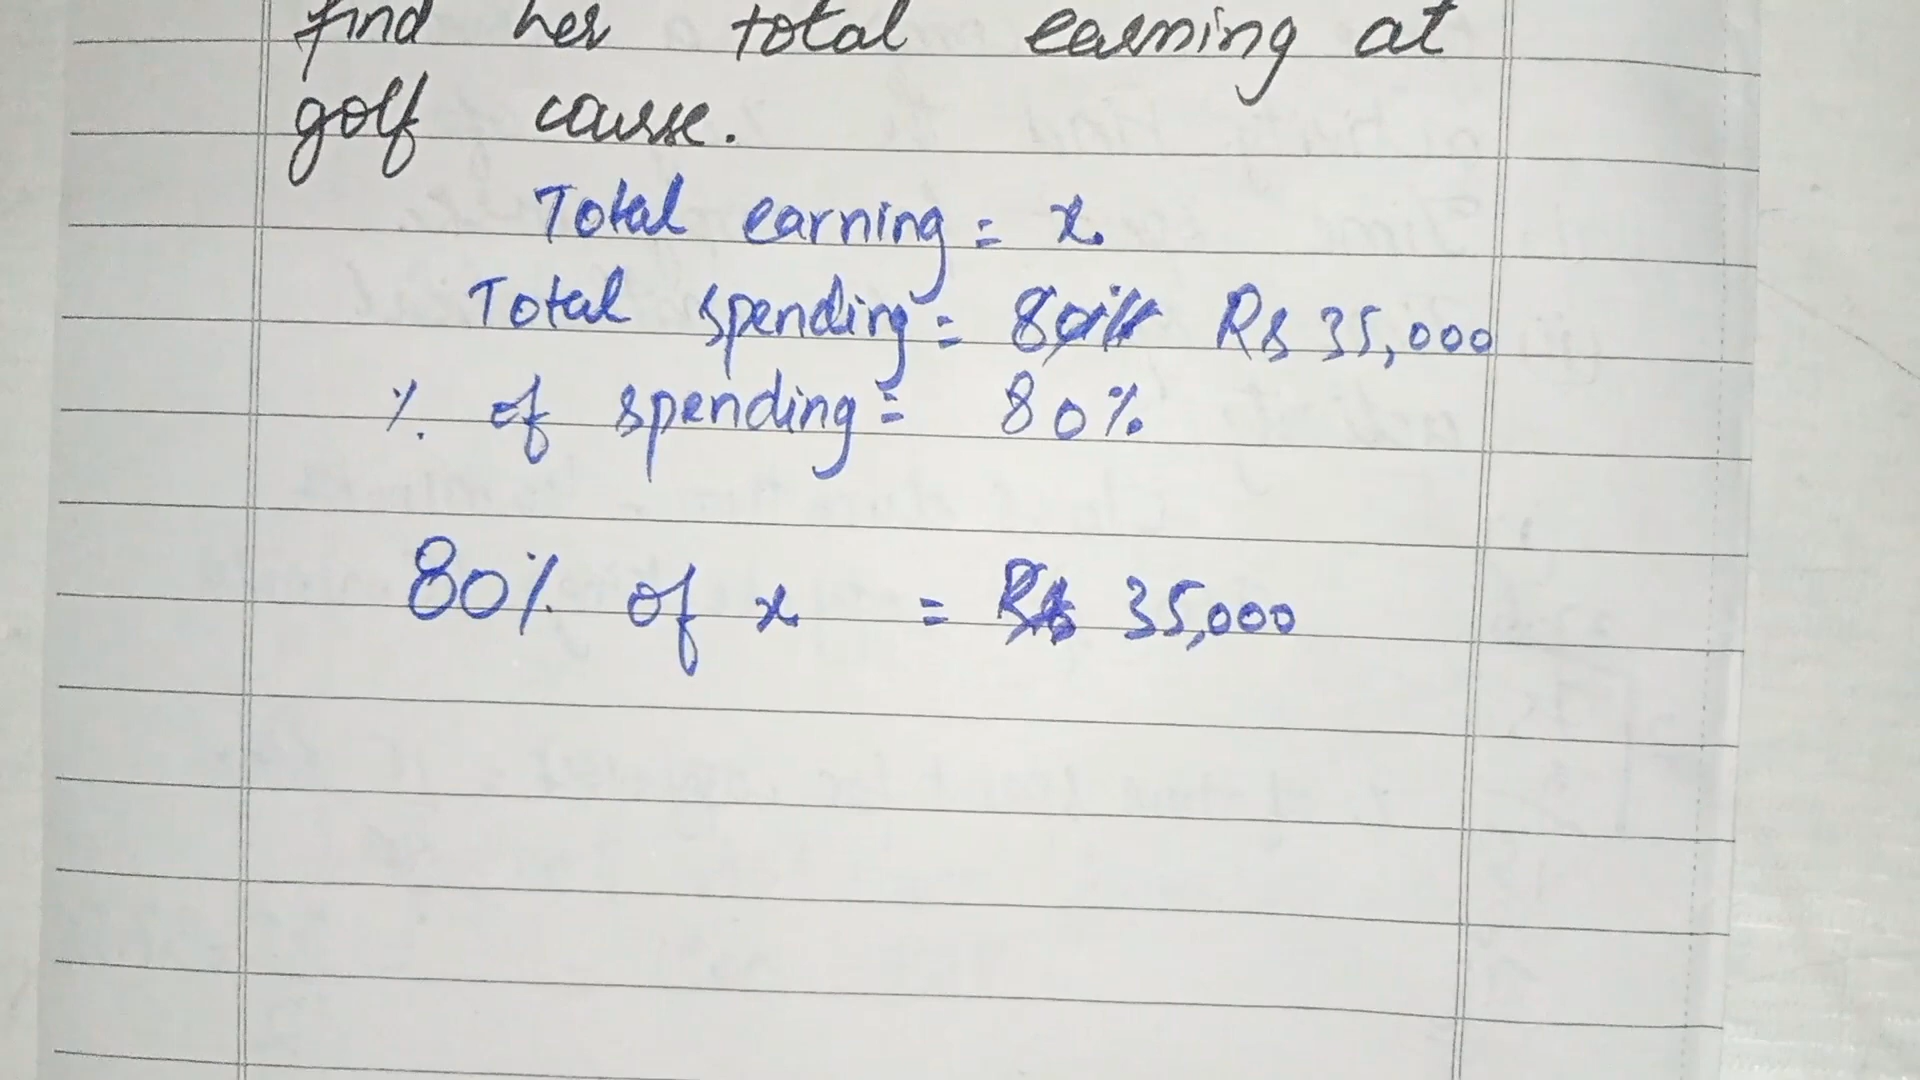 find her total earning at
golf course.
Total earning = x.
Total spending = Rs 35,000
% of spending = 80%
80% of x = 35,000